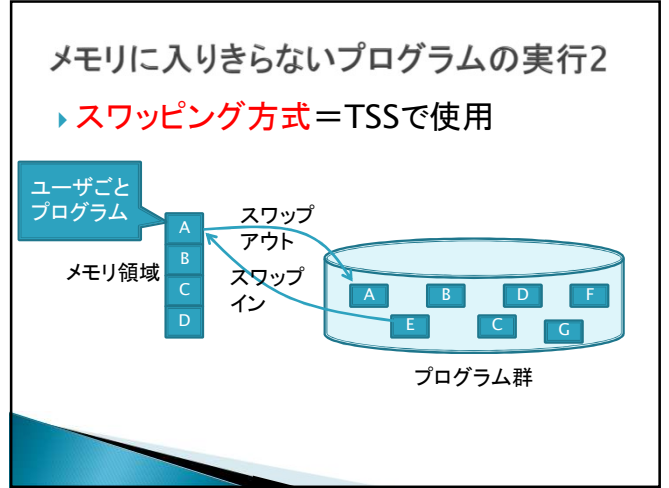 メモリに入りきらないプログラムの実行2
スワッピング方式＝TSSで使用
ユーザごと
プログラム
メモリ領域
A
B
C
D
スワップ
アウト
スワップ
イン
A B D F
E C G
プログラム群